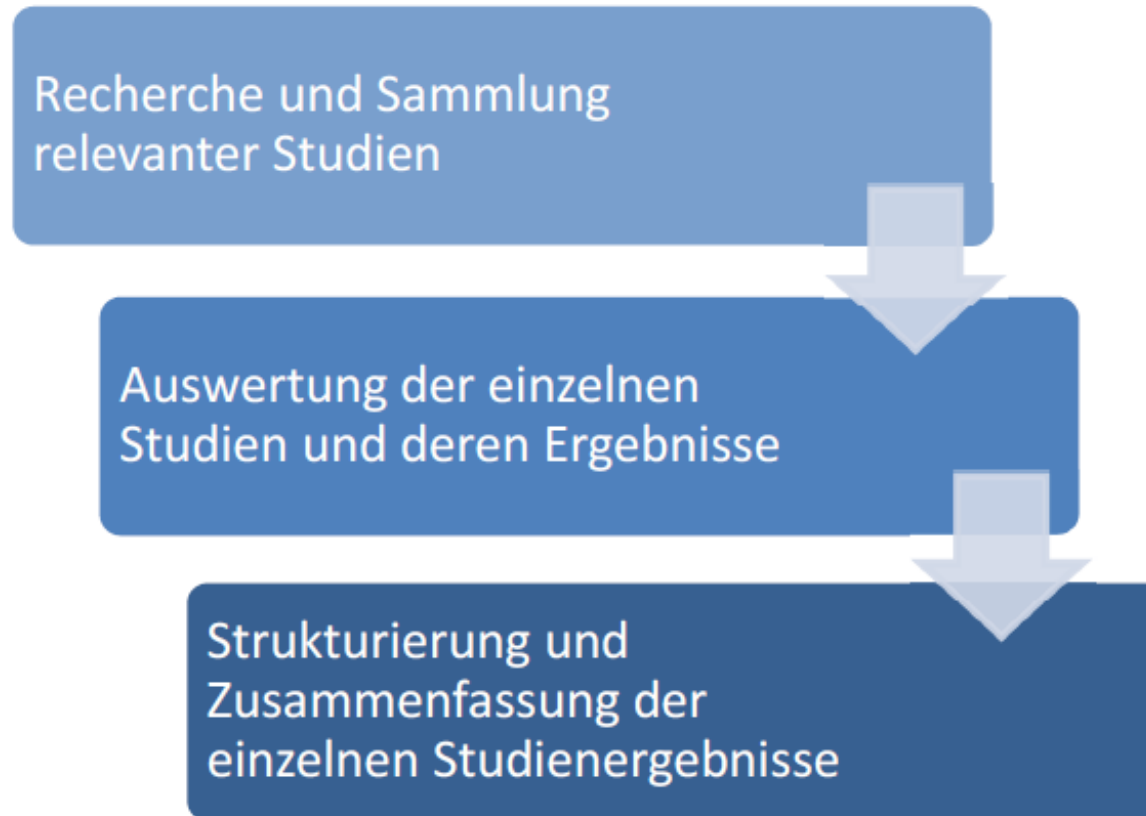 Recherche und Sammlung
relevanter Studien
Auswertung der einzelnen
Studien und deren Ergebnisse
Strukturierung und
Zusammenfassung der
einzelnen Studienergebnisse